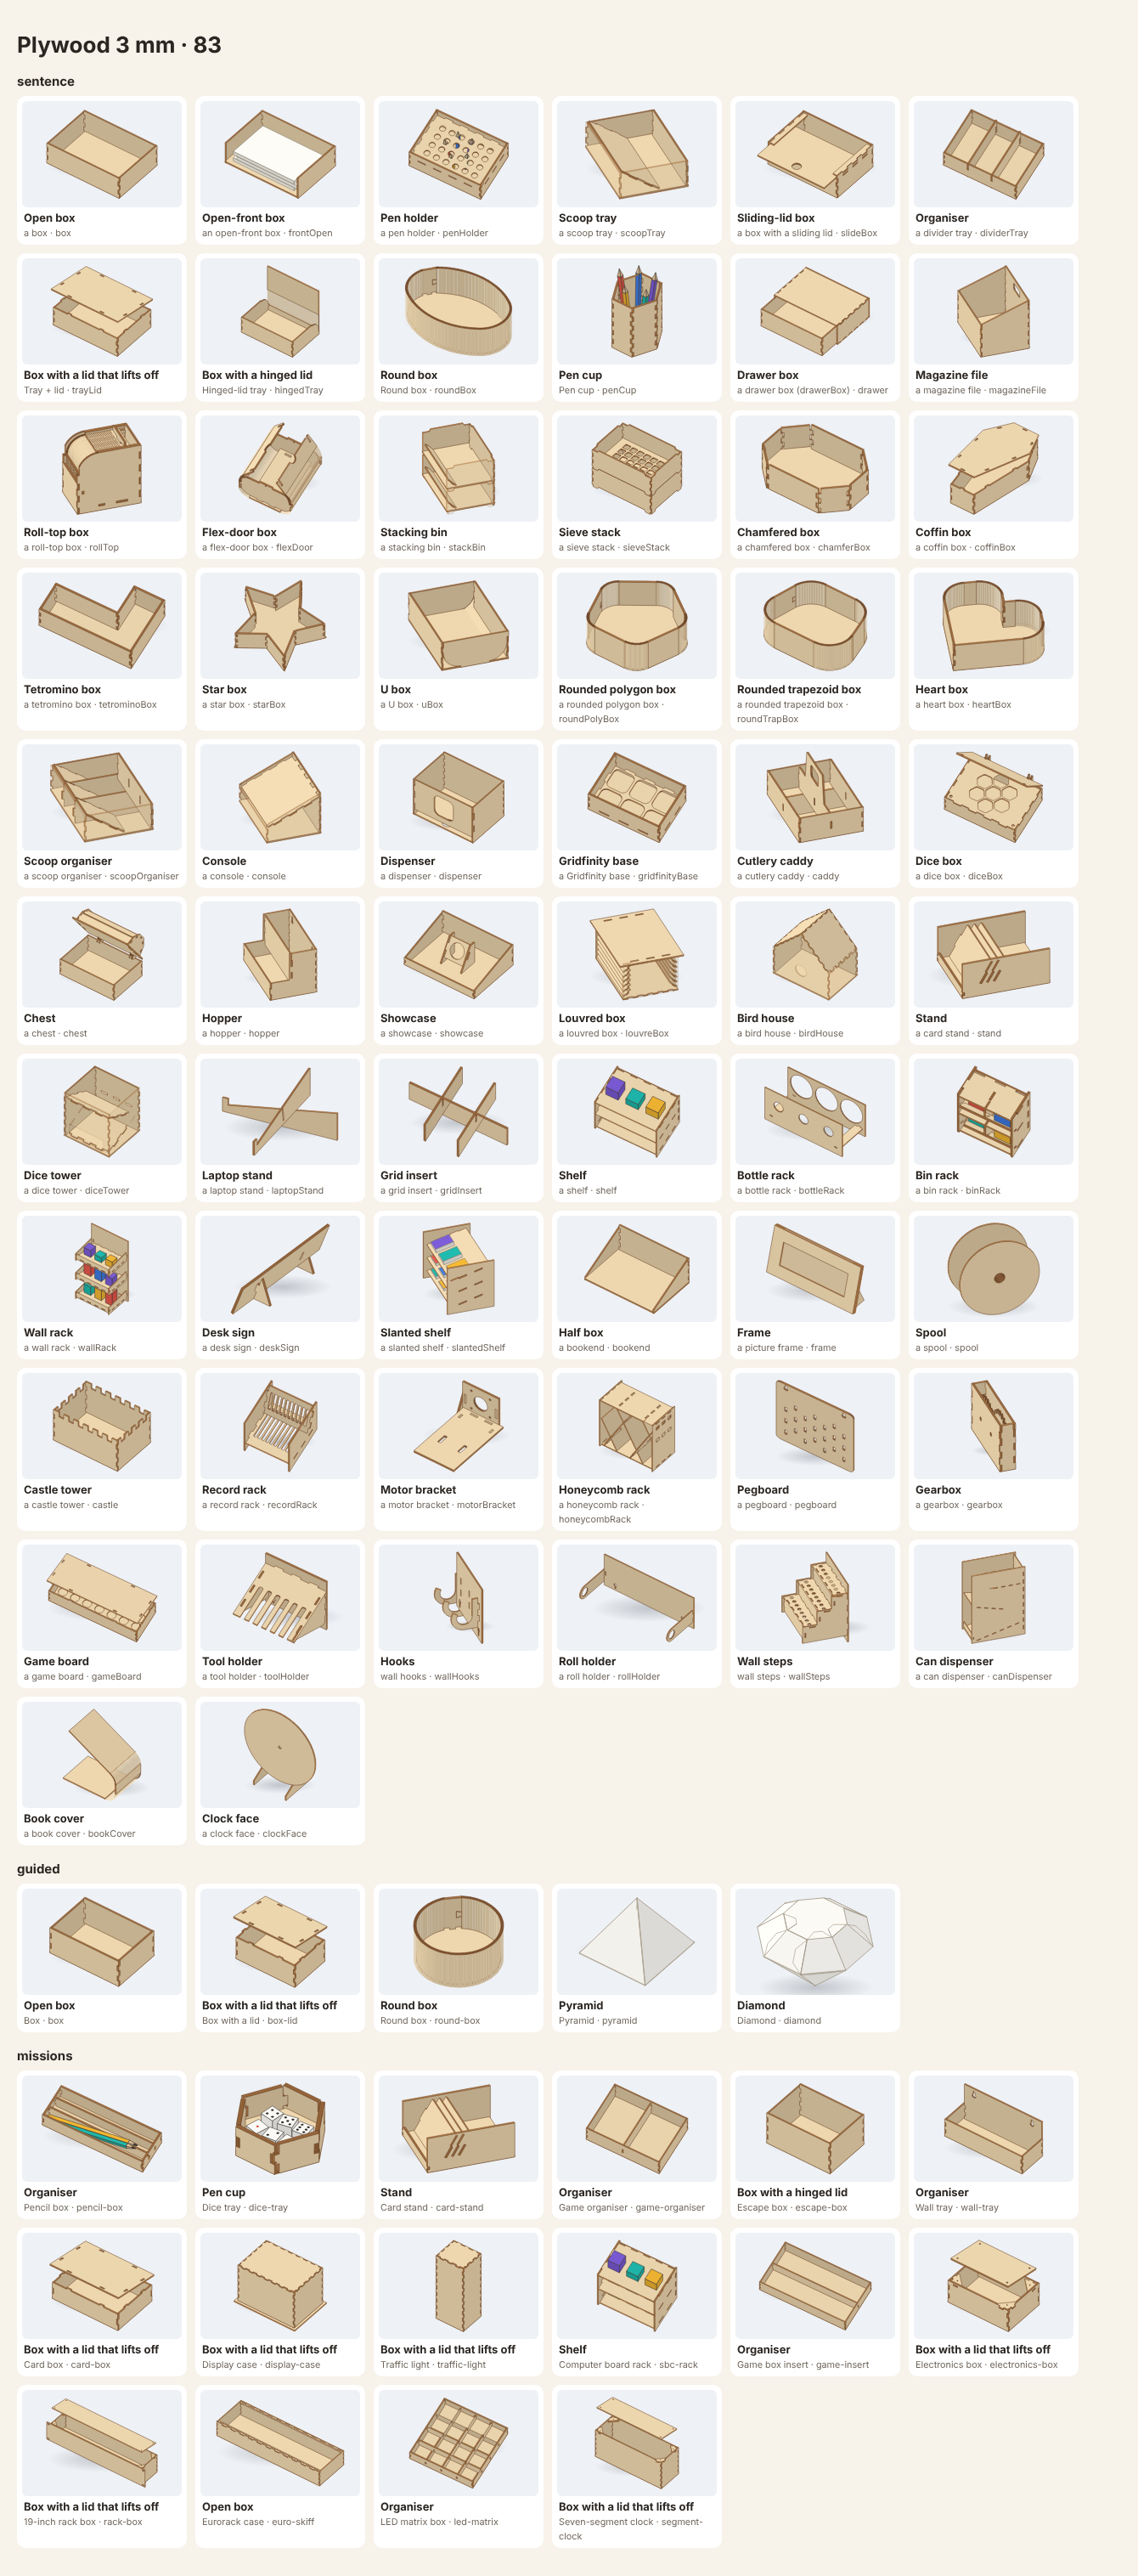 Plywood 3 mm · 83
sentence
Open box
a box · box
Open-front box
an open-front box · frontOpen
Pen holder
a pen holder · penHolder
Scoop tray
a scoop tray · scoopTray
Sliding-lid box
a box with a sliding lid · slideBox
Organiser
a divider tray · dividerTray
Box with a lid that lifts off
Tray + lid · trayLid
Box with a hinged lid
Hinged-lid tray · hingedTray
Round box
Round box · roundBox
Pen cup
Pen cup · penCup
Drawer box
a drawer box (drawerBox) · drawer
Magazine file
a magazine file · magazineFile
Roll-top box
a roll-top box · rollTop
Flex-door box
a flex-door box · flexDoor
Stacking bin
a stacking bin · stackBin
Sieve stack
a sieve stack · sieveStack
Chamfered box
a chamfered box · chamferBox
Coffin box
a coffin box · coffinBox
Tetromino box
a tetromino box · tetrominoBox
Star box
a star box · starBox
U box
a U box · uBox
Rounded polygon box
a rounded polygon box ·
roundPolyBox
Rounded trapezoid box
a rounded trapezoid box ·
roundTrapBox
Heart box
a heart box · heartBox
Scoop organiser
a scoop organiser · scoopOrganiser
Console
a console · console
Dispenser
a dispenser · dispenser
Gridfinity base
a Gridfinity base · gridfinityBase
Cutlery caddy
a cutlery caddy · caddy
Dice box
a dice box · diceBox
Chest
a chest · chest
Hopper
a hopper · hopper
Showcase
a showcase · showcase
Louvred box
a louvred box · louvreBox
Bird house
a bird house · birdHouse
Stand
a card stand · stand
Dice tower
a dice tower · diceTower
Laptop stand
a laptop stand · laptopStand
Grid insert
a grid insert · gridInsert
Shelf
a shelf · shelf
Bottle rack
a bottle rack · bottleRack
Bin rack
a bin rack · binRack
Wall rack
a wall rack · wallRack
Desk sign
a desk sign · deskSign
Slanted shelf
a slanted shelf · slantedShelf
Half box
a bookend · bookend
Frame
a picture frame · frame
Spool
a spool · spool
Castle tower
a castle tower · castle
Record rack
a record rack · recordRack
Motor bracket
a motor bracket · motorBracket
Honeycomb rack
a honeycomb rack ·
honeycombRack
Pegboard
a pegboard · pegboard
Gearbox
a gearbox · gearbox
Game board
a game board · gameBoard
Tool holder
a tool holder · toolHolder
Hooks
wall hooks · wallHooks
Roll holder
a roll holder · rollHolder
Wall steps
wall steps · wallSteps
Can dispenser
a can dispenser · canDispenser
Book cover
a book cover · bookCover
Clock face
a clock face · clockFace
guided
Open box
Box · box
Box with a lid that lifts off
Box with a lid · box-lid
Round box
Round box · round-box
Pyramid
Pyramid · pyramid
Diamond
Diamond · diamond
missions
Organiser
Pencil box · pencil-box
Pen cup
Dice tray · dice-tray
Stand
Card stand · card-stand
Organiser
Game organiser · game-organiser
Box with a hinged lid
Escape box · escape-box
Organiser
Wall tray · wall-tray
Box with a lid that lifts off
Card box · card-box
Box with a lid that lifts off
Display case · display-case
Box with a lid that lifts off
Traffic light · traffic-light
Shelf
Computer board rack · sbc-rack
Organiser
Game box insert · game-insert
Box with a lid that lifts off
Electronics box · electronics-box
Box with a lid that lifts off
19-inch rack box · rack-box
Open box
Eurorack case · euro-skiff
Organiser
LED matrix box · led-matrix
Box with a lid that lifts off
Seven-segment clock · segment-
clock